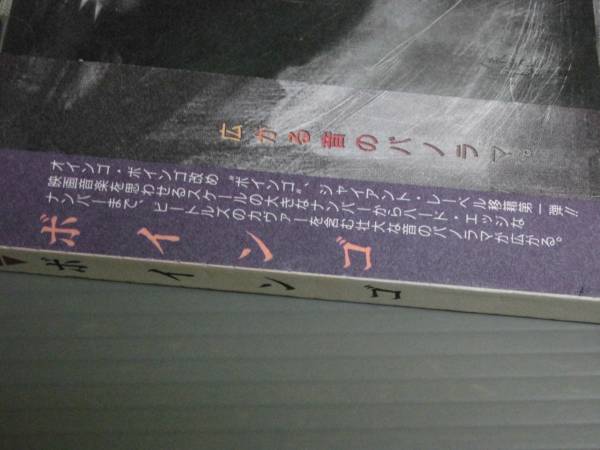 広がる音のパノラマ。
オインゴ・ボインゴ改め〝ボインゴ〟、ジャイアント・レーベル移籍第一弾!!
映画音楽を思わせるスケールの大きなナンバーからハード・エッジな
ナンバーまで、ビートルズのカヴァーを含む壮大な音のパノラマが広がる。
ボインゴ
ボインゴ